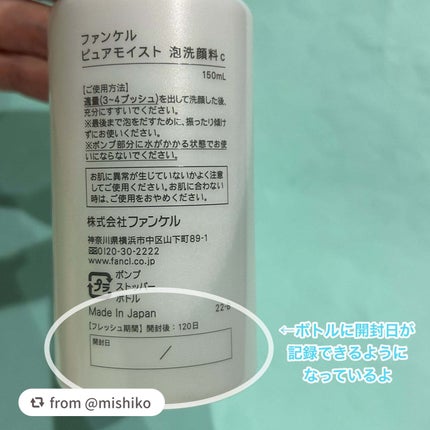 ファンケル
ピュアモイスト 泡洗顔料c
150mL
【ご使用方法】
適量(3~4プッシュ)を出して洗顔した後、
充分にすすいでください。
※最後まで泡をだすために、振ったり傾け
ずにお使いください。
※ポンプ部分に水がかかる状態でお使
いにならないでください。
お肌に異常が生じていないかよく注意
してご使用ください。お肌に合わない
時は、ご使用をおやめください。
株式会社ファンケル
神奈川県横浜市中区山下町89-1
0120-30-2222
www.fancl.co.jp
プラ
ポンプ
ストッパー
ボトル
Made In Japan
【フレッシュ期間】開封後：120日
開封日
/
←ボトルに開封日が
記録できるように
なっているよ
from @mishiko